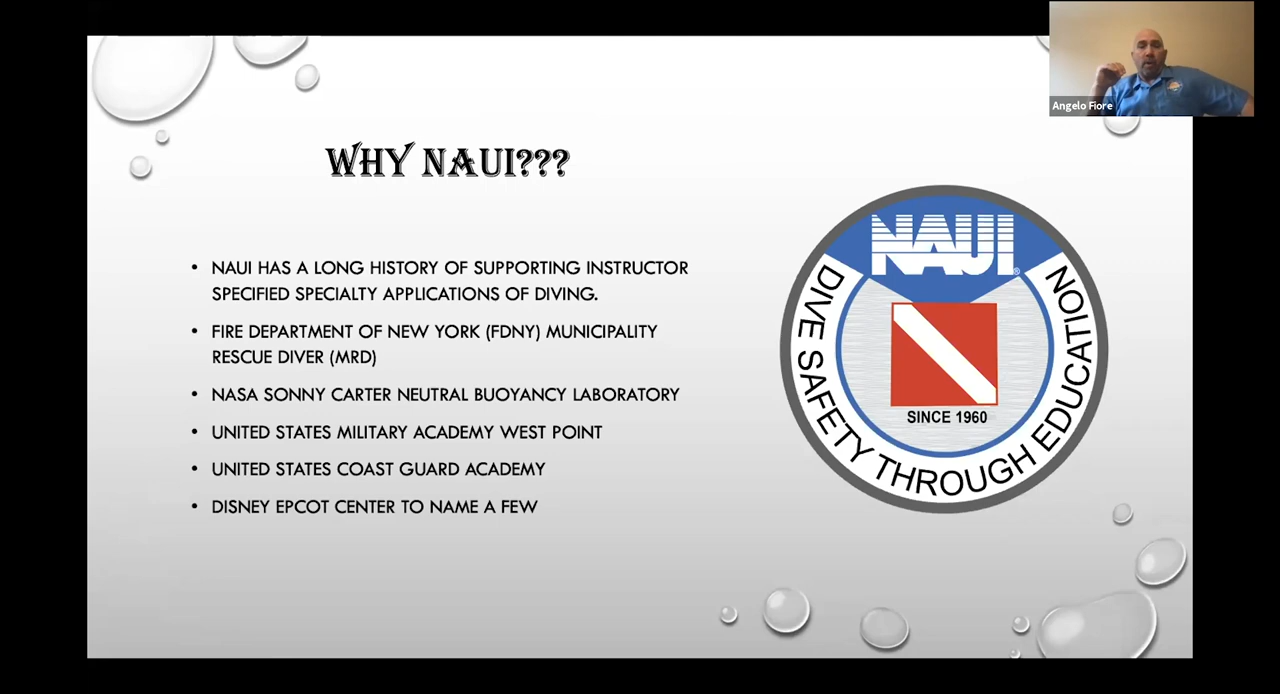 Angelo Fiore
WHY NAUI???
• NAUI HAS A LONG HISTORY OF SUPPORTING INSTRUCTOR
SPECIFIED SPECIALTY APPLICATIONS OF DIVING.
• FIRE DEPARTMENT OF NEW YORK (FDNY) MUNICIPALITY
RESCUE DIVER (MRD)
• NASA SONNY CARTER NEUTRAL BUOYANCY LABORATORY
• UNITED STATES MILITARY ACADEMY WEST POINT
• UNITED STATES COAST GUARD ACADEMY
• DISNEY EPCOT CENTER TO NAME A FEW
NAUI®
SINCE 1960
DIVE SAFETY THROUGH EDUCATION